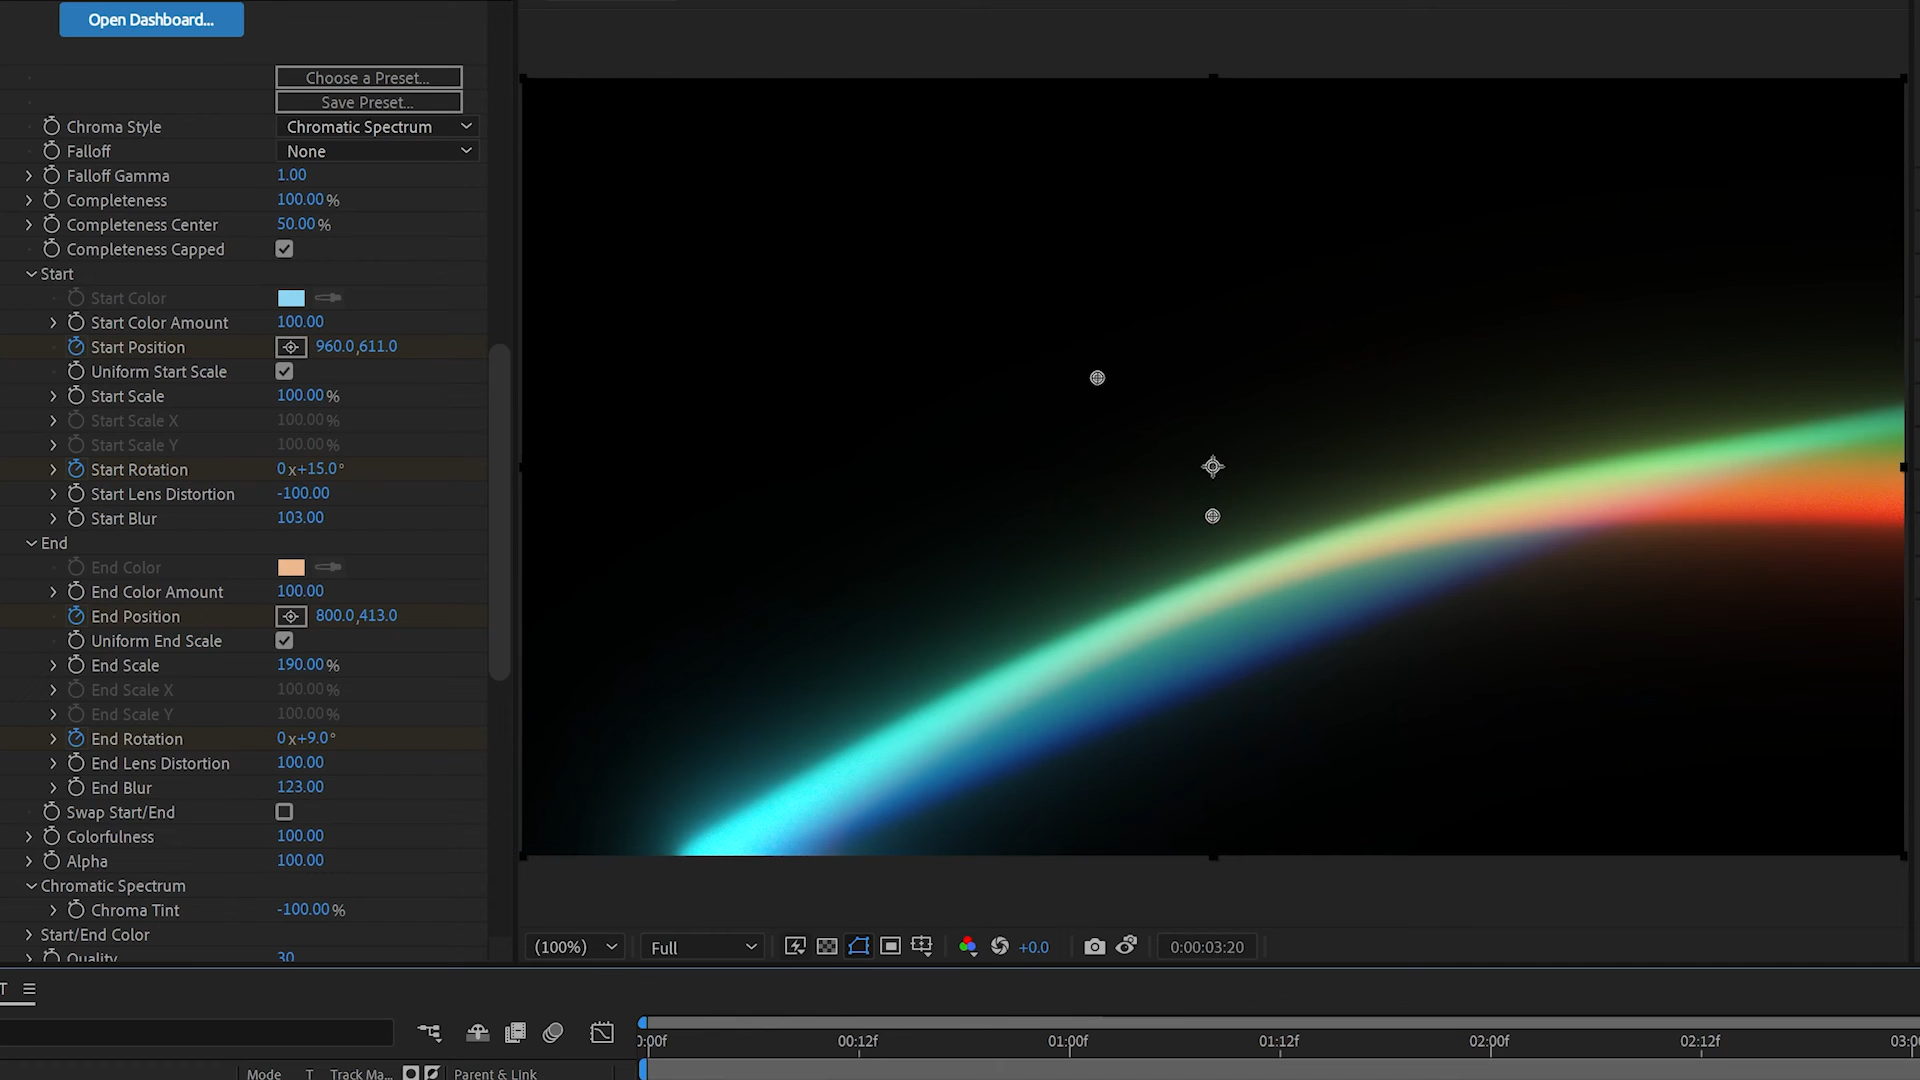 Open Dashboard...
Choose a Preset...
Save Preset...
Chroma Style Chromatic Spectrum
Falloff None
Falloff Gamma 1.00
Completeness 100.00 %
Completeness Center 50.00 %
Completeness Capped
Start
Start Color
Start Color Amount 100.00
Start Position 960.0,611.0
Uniform Start Scale
Start Scale 100.00 %
Start Scale X 100.00 %
Start Scale Y 100.00 %
Start Rotation 0x+15.0°
Start Lens Distortion -100.00
Start Blur 103.00
End
End Color
End Color Amount 100.00
End Position 800.0,413.0
Uniform End Scale
End Scale 190.00 %
End Scale X 100.00 %
End Scale Y 100.00 %
End Rotation 0x+9.0°
End Lens Distortion 100.00
End Blur 123.00
Swap Start/End
Colorfulness 100.00
Alpha 100.00
Chromatic Spectrum
Chroma Tint -100.00 %
Start/End Color
Quality 30
(100%) Full +0.0 0:00:03:20
T
0:00f 00:12f 01:00f 01:12f 02:00f 02:12f 03:0
Mode T Track Ma... Parent & Link